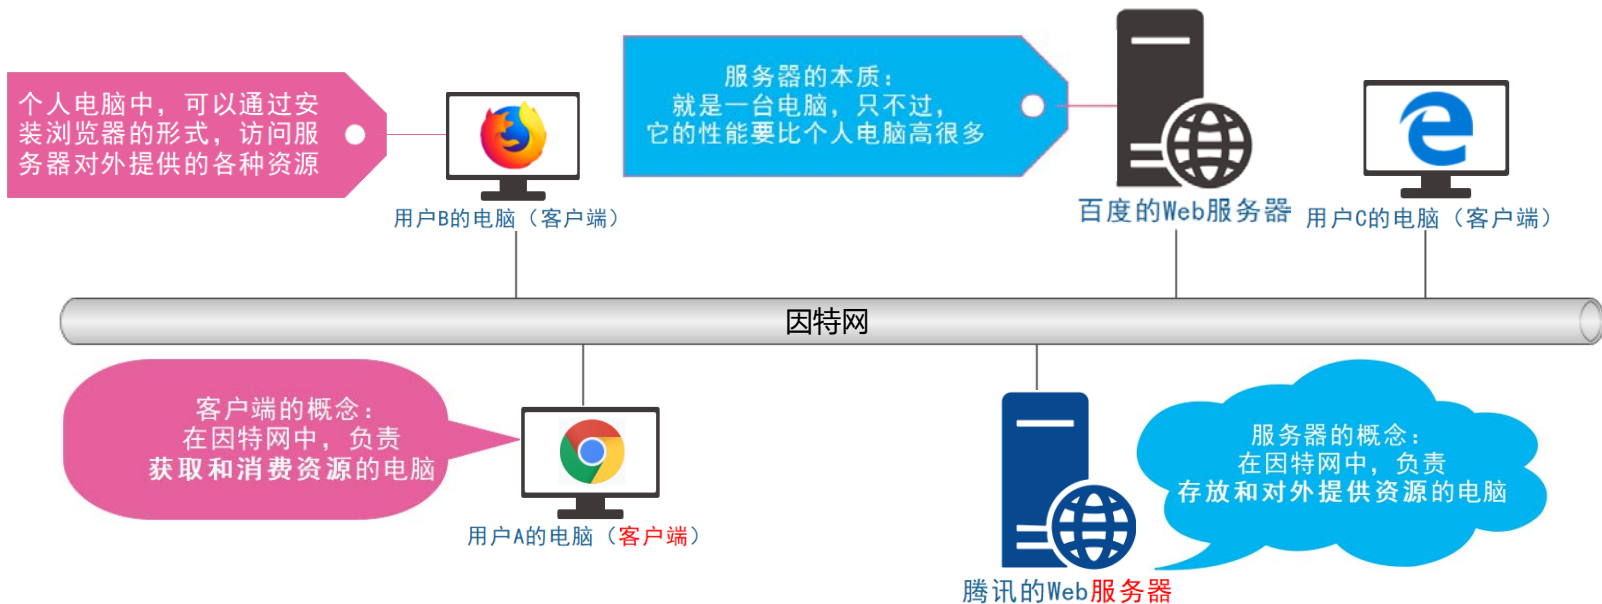 个人电脑中，可以通过安
装浏览器的形式，访问服
务器对外提供的各种资源
用户B的电脑（客户端）
服务器的本质：
就是一台电脑，只不过，
它的性能要比个人电脑高很多
百度的Web服务器
用户C的电脑（客户端）
因特网
客户端的概念：
在因特网中，负责
获取和消费资源的电脑
用户A的电脑（客户端）
腾讯的Web服务器
服务器的概念：
在因特网中，负责
存放和对外提供资源的电脑